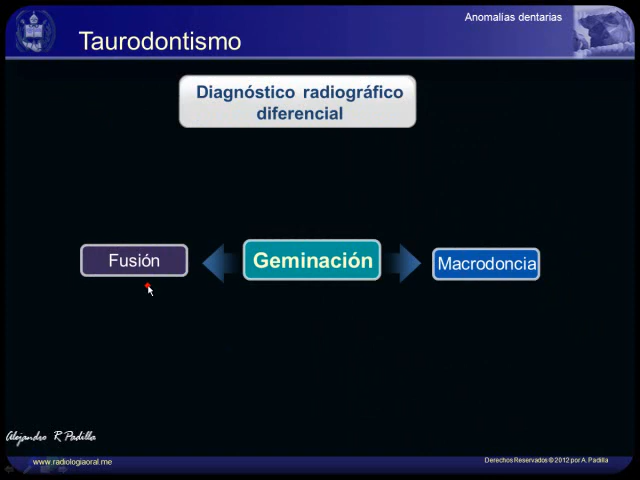 Anomalías dentarias
Taurodontismo
Diagnóstico radiográfico
diferencial
Fusión
Geminación
Macrodoncia
Alejandro R Padilla
www.radiologiaoral.me
Derechos Reservados © 2012 por A. Padilla